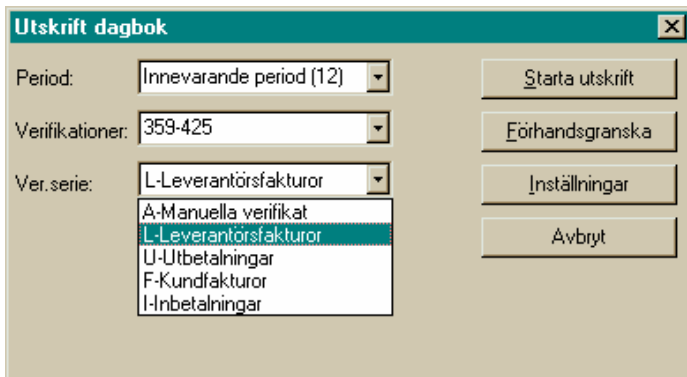 Utskrift dagbok
Period: Innevarande period (12) Starta utskrift
Verifikationer: 359-425 Förhandsgranska
Ver.serie: L-Leverantörsfakturor Inställningar
A-Manuella verifikat
L-Leverantörsfakturor Avbryt
U-Utbetalningar
F-Kundfakturor
I-Inbetalningar